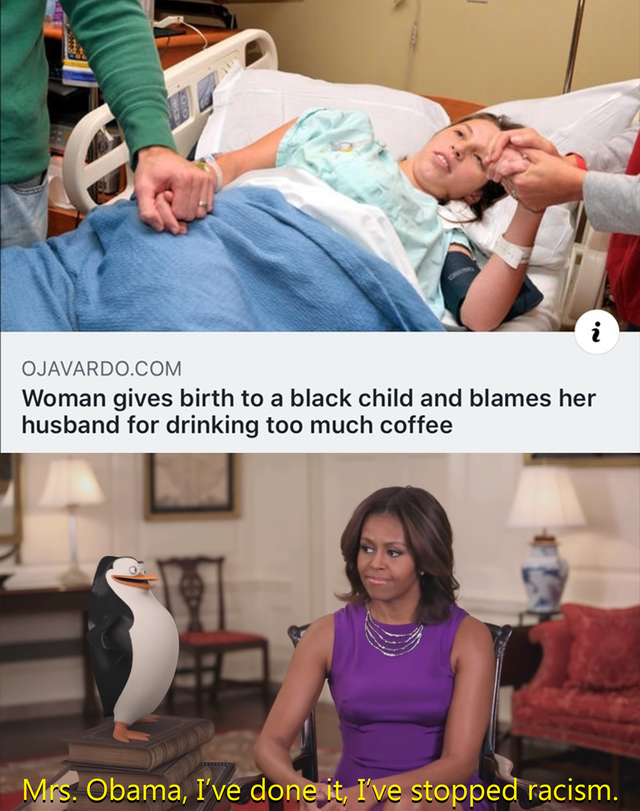 OJAVARDO.COM
Woman gives birth to a black child and blames her
husband for drinking too much coffee
Mrs. Obama, I've done it, I've stopped racism.